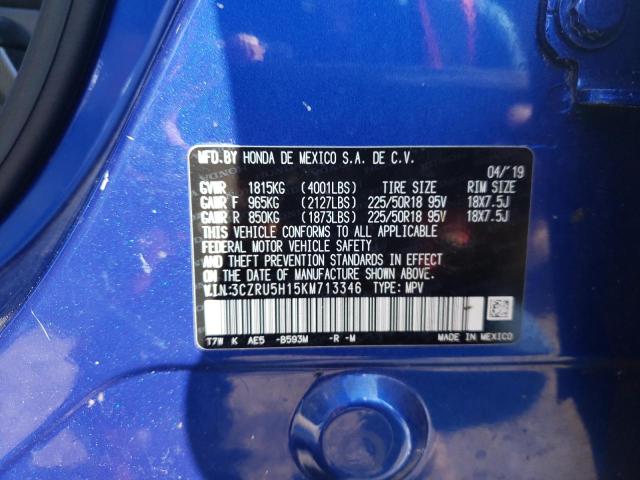 MFD.BY HONDA DE MEXICO S.A. DE C.V.
04/'19
GVWR 1815KG (4001LBS) TIRE SIZE RIM SIZE
GAWR F 965KG (2127LBS) 225/50R18 95V 18X7.5J
GAWR R 850KG (1873LBS) 225/50R18 95V 18X7.5J
THIS VEHICLE CONFORMS TO ALL APPLICABLE
FEDERAL MOTOR VEHICLE SAFETY
AND THEFT PREVENTION STANDARDS IN EFFECT
ON THE DATE OF MANUFACTURE SHOWN ABOVE.
V.I.N.:3CZRU5H15KM713346 TYPE: MPV
T7W K AE5 -B593M -R -M MADE IN MEXICO